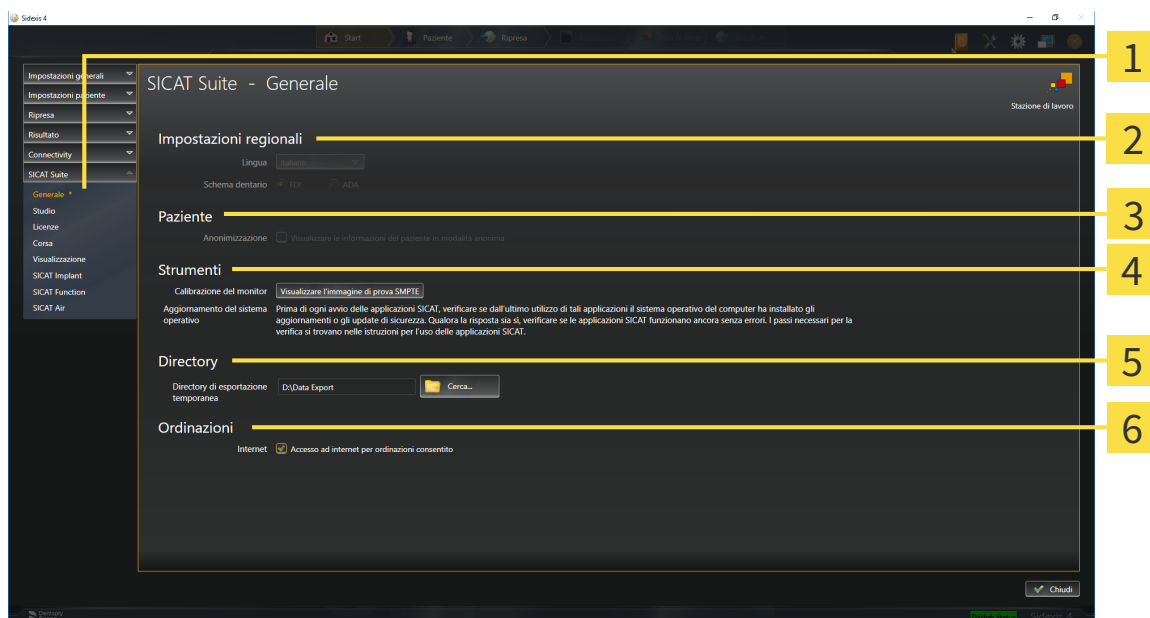 Sidexis 4
Start
Paziente
Ripresa
1
Impostazioni generali
Impostazioni paziente
Ripresa
Risultato
Connectivity
SICAT Suite
Generale *
Studio
Licenze
Corsa
Visualizzazione
SICAT Implant
SICAT Function
SICAT Air
SICAT Suite - Generale
Stazione di lavoro
Impostazioni regionali
2
Lingua italiano
Schema dentario FDI ADA
Paziente
3
Anonimizzazione Visualizzare le informazioni del paziente in modalità anonima
Strumenti
4
Calibrazione del monitor Visualizzare l'immagine di prova SMPTE
Aggiornamento del sistema operativo
Prima di ogni avvio delle applicazioni SICAT, verificare se dall'ultimo utilizzo di tali applicazioni il sistema operativo del computer ha installato gli
aggiornamenti o gli update di sicurezza. Qualora la risposta sia sì, verificare se le applicazioni SICAT funzionano ancora senza errori. I passi necessari per la
verifica si trovano nelle istruzioni per l'uso delle applicazioni SICAT.
Directory
5
Directory di esportazione temporanea
D:\Data Export
Cerca...
Ordinazioni
6
Internet Accesso ad internet per ordinazioni consentito
Chiudi
Dentsply
Sidexis 4